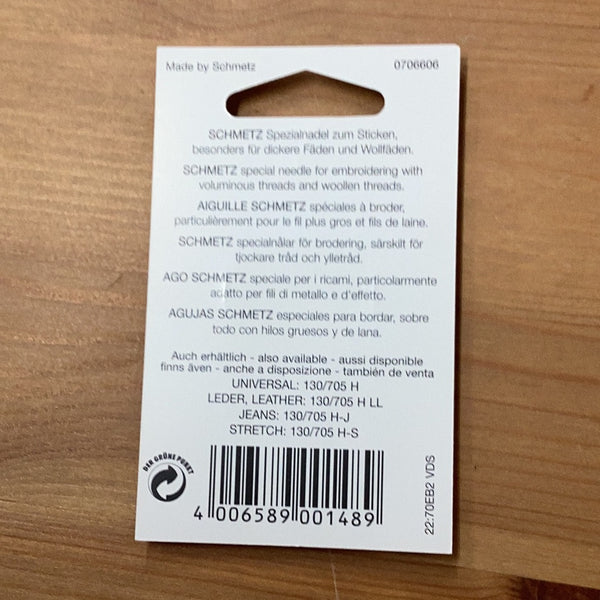 Made by Schmetz 0706606
SCHMETZ Spezialnadel zum Sticken,
besonders für dickere Fäden und Wollfäden.
SCHMETZ special needle for embroidering with
voluminous threads and woollen threads.
AIGUILLE SCHMETZ spéciales à broder,
particulièrement pour le fil plus gros et fils de laine.
SCHMETZ specialnålar för brodering, särskilt för
tjockare tråd och ylletråd.
AGO SCHMETZ speciale per i ricami, particolarmente
adatto per fili di metallo e d'effetto.
AGUJAS SCHMETZ especiales para bordar, sobre
todo con hilos gruesos y de lana.
Auch erhältlich - also available - aussi disponible
finns även - anche a disposizione - también de venta
UNIVERSAL: 130/705 H
LEDER, LEATHER: 130/705 H LL
JEANS: 130/705 H-J
STRETCH: 130/705 H-S
DER GRÜNE PUNKT
4 006589 001489
22:70EB2 VDS